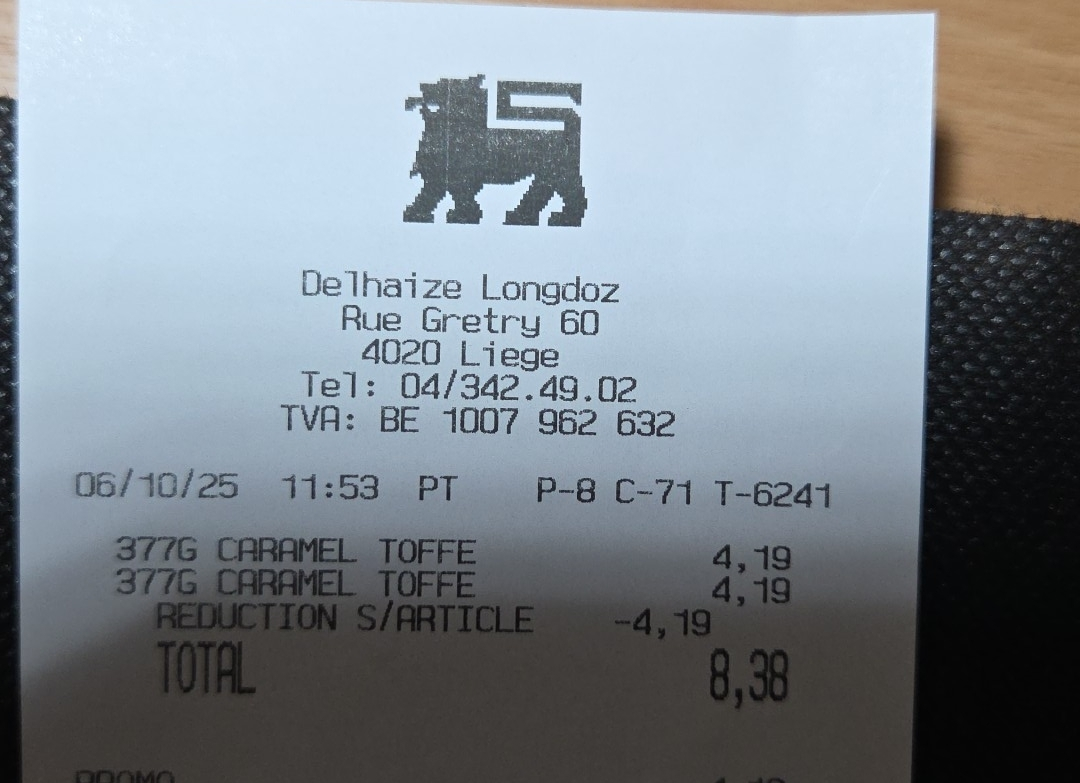 Delhaize Longdoz
Rue Gretry 60
4020 Liege
Tel: 04/342.49.02
TVA: BE 1007 962 632
06/10/25 11:53 PT P-8 C-71 T-6241
377G CARAMEL TOFFE 4,19
377G CARAMEL TOFFE 4,19
REDUCTION S/ARTICLE -4,19
TOTAL 8,38
PROMO